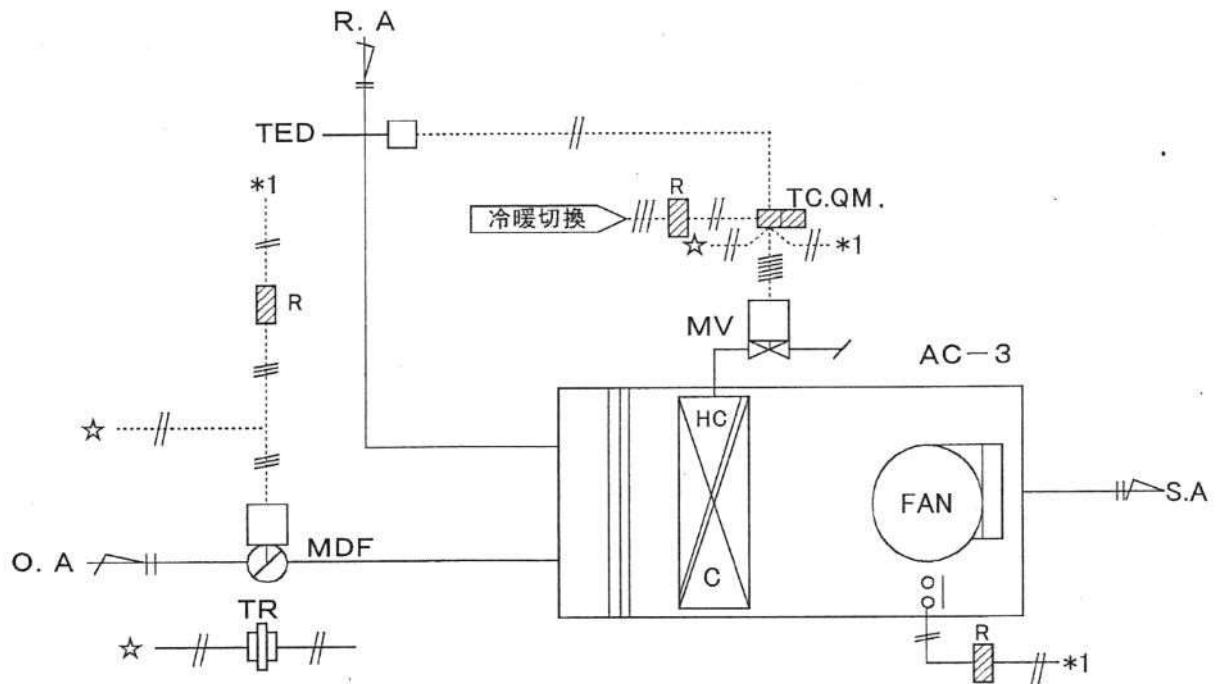 R. A
TED
*1
R
TC.QM.
冷暖切換
☆
*1
R
MV
AC-3
HC
☆
FAN
S.A
MDF
O. A
C
TR
☆
R
*1